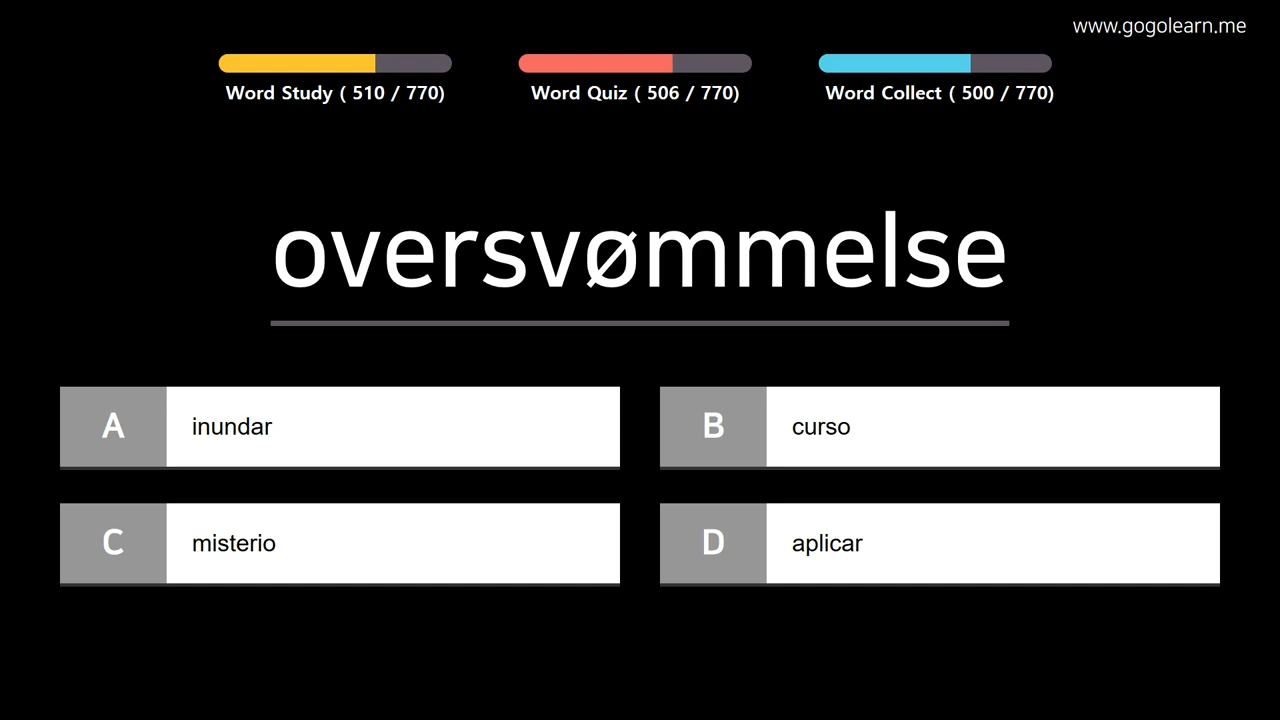 www.gogolearn.me
Word Study ( 510 / 770)
Word Quiz ( 506 / 770)
Word Collect ( 500 / 770)
oversvømmelse
A inundar
B curso
C misterio
D aplicar